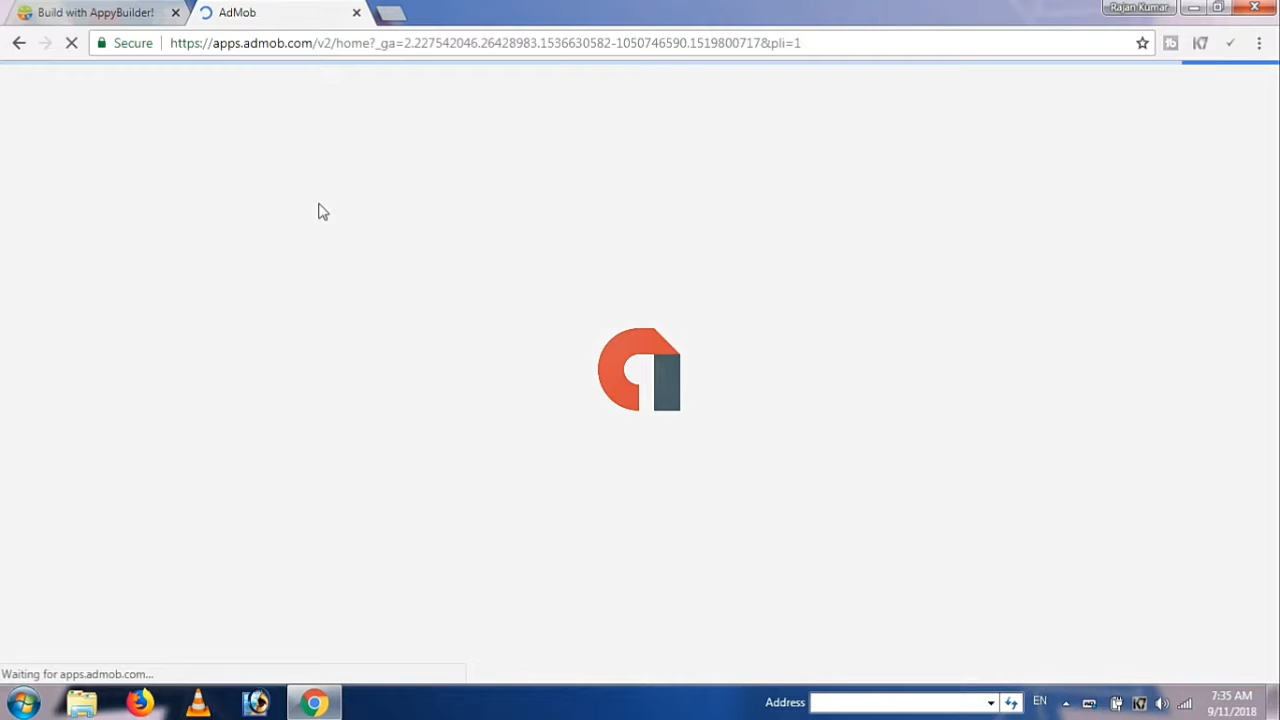 Build with AppyBuilder!
AdMob
Rajan Kumar
Secure
https://apps.admob.com/v2/home?_ga=2.227542046.26428983.1536630582-1050746590.1519800717&pli=1
Waiting for apps.admob.com...
Address
EN
7:35 AM
9/11/2018